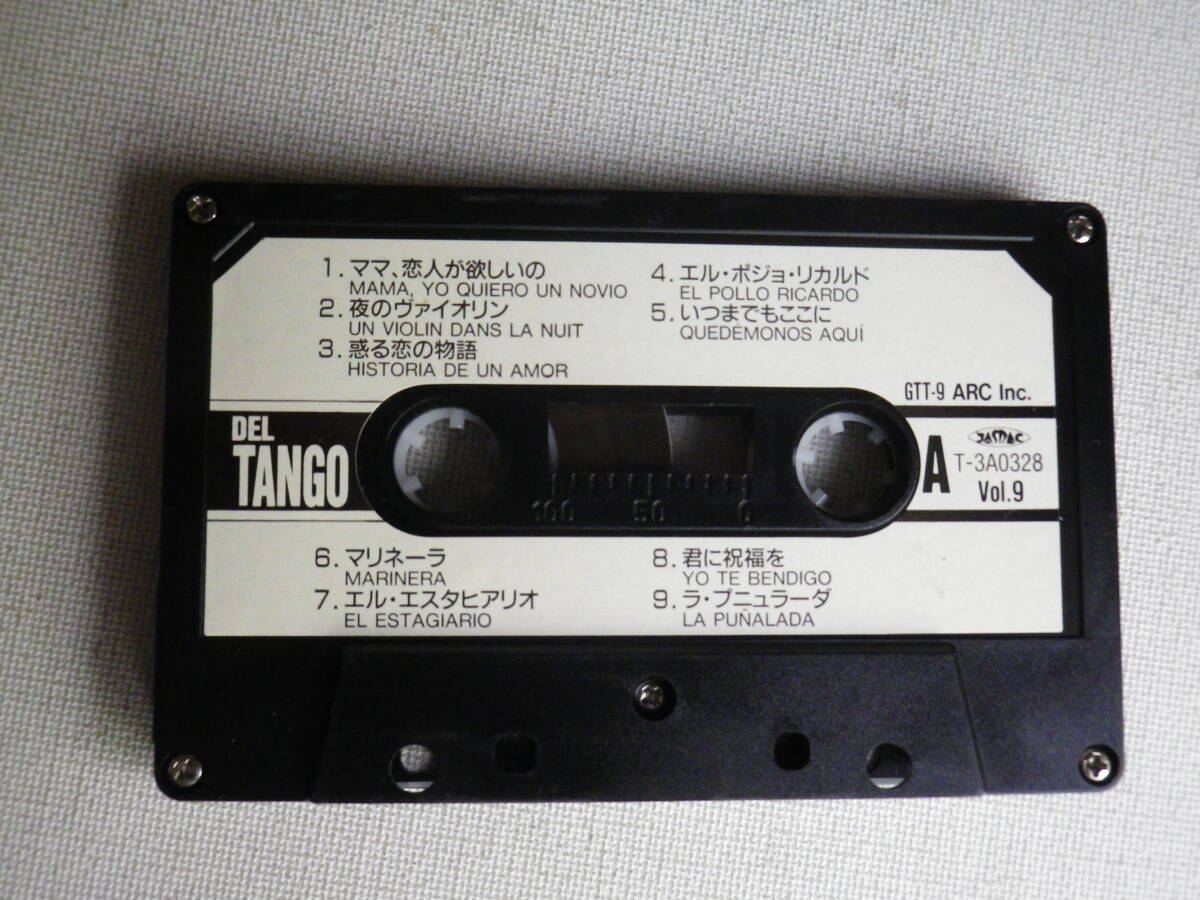 1. ママ、恋人が欲しいの
MAMA, YO QUIERO UN NOVIO
2. 夜のヴァイオリン
UN VIOLIN DANS LA NUIT
3. 惑る恋の物語
HISTORIA DE UN AMOR
4. エル・ポジョ・リカルド
EL POLLO RICARDO
5. いつまでもここに
QUEDEMONOS AQUÍ
GTT-9 ARC Inc.
DEL
TANGO
100 50 0
A
JASRAC
T-3A0328
Vol.9
6. マリネーラ
MARINERA
7. エル・エスタヒアリオ
EL ESTAGIARIO
8. 君に祝福を
YO TE BENDIGO
9. ラ・プニュラーダ
LA PUÑALADA